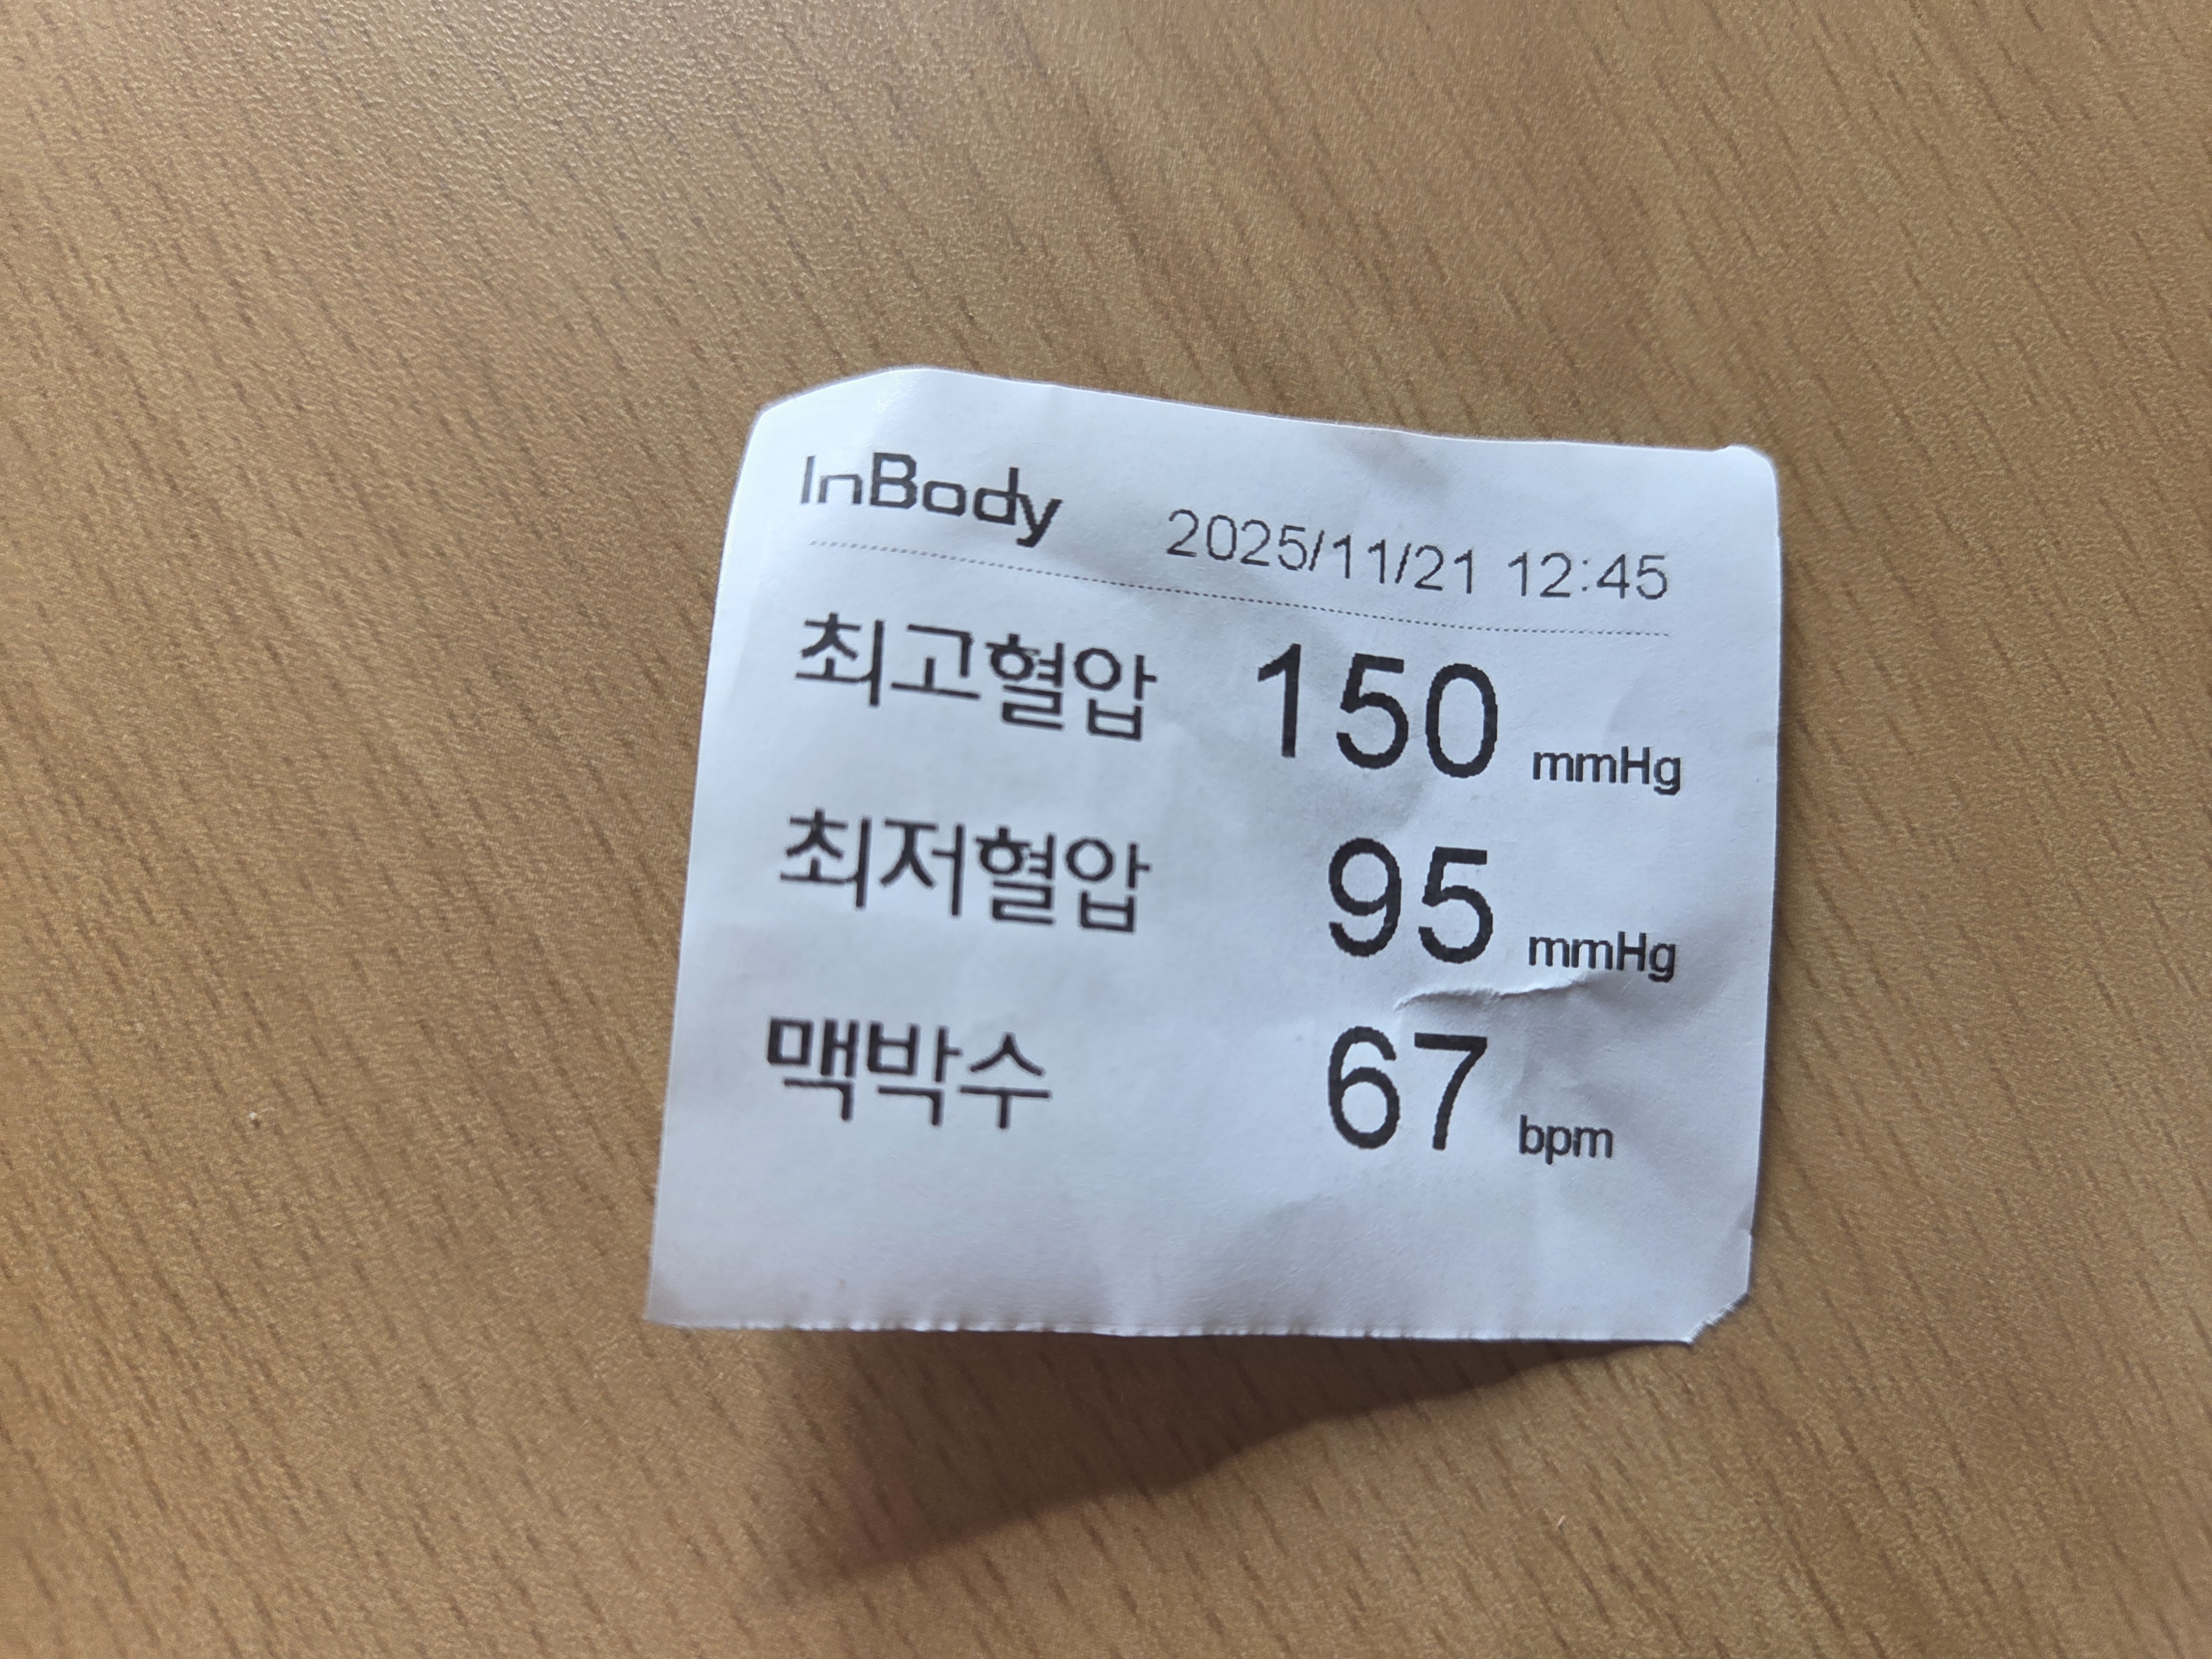 InBody 2025/11/21 12:45
최고혈압 150 mmHg
최저혈압 95 mmHg
맥박수 67 bpm